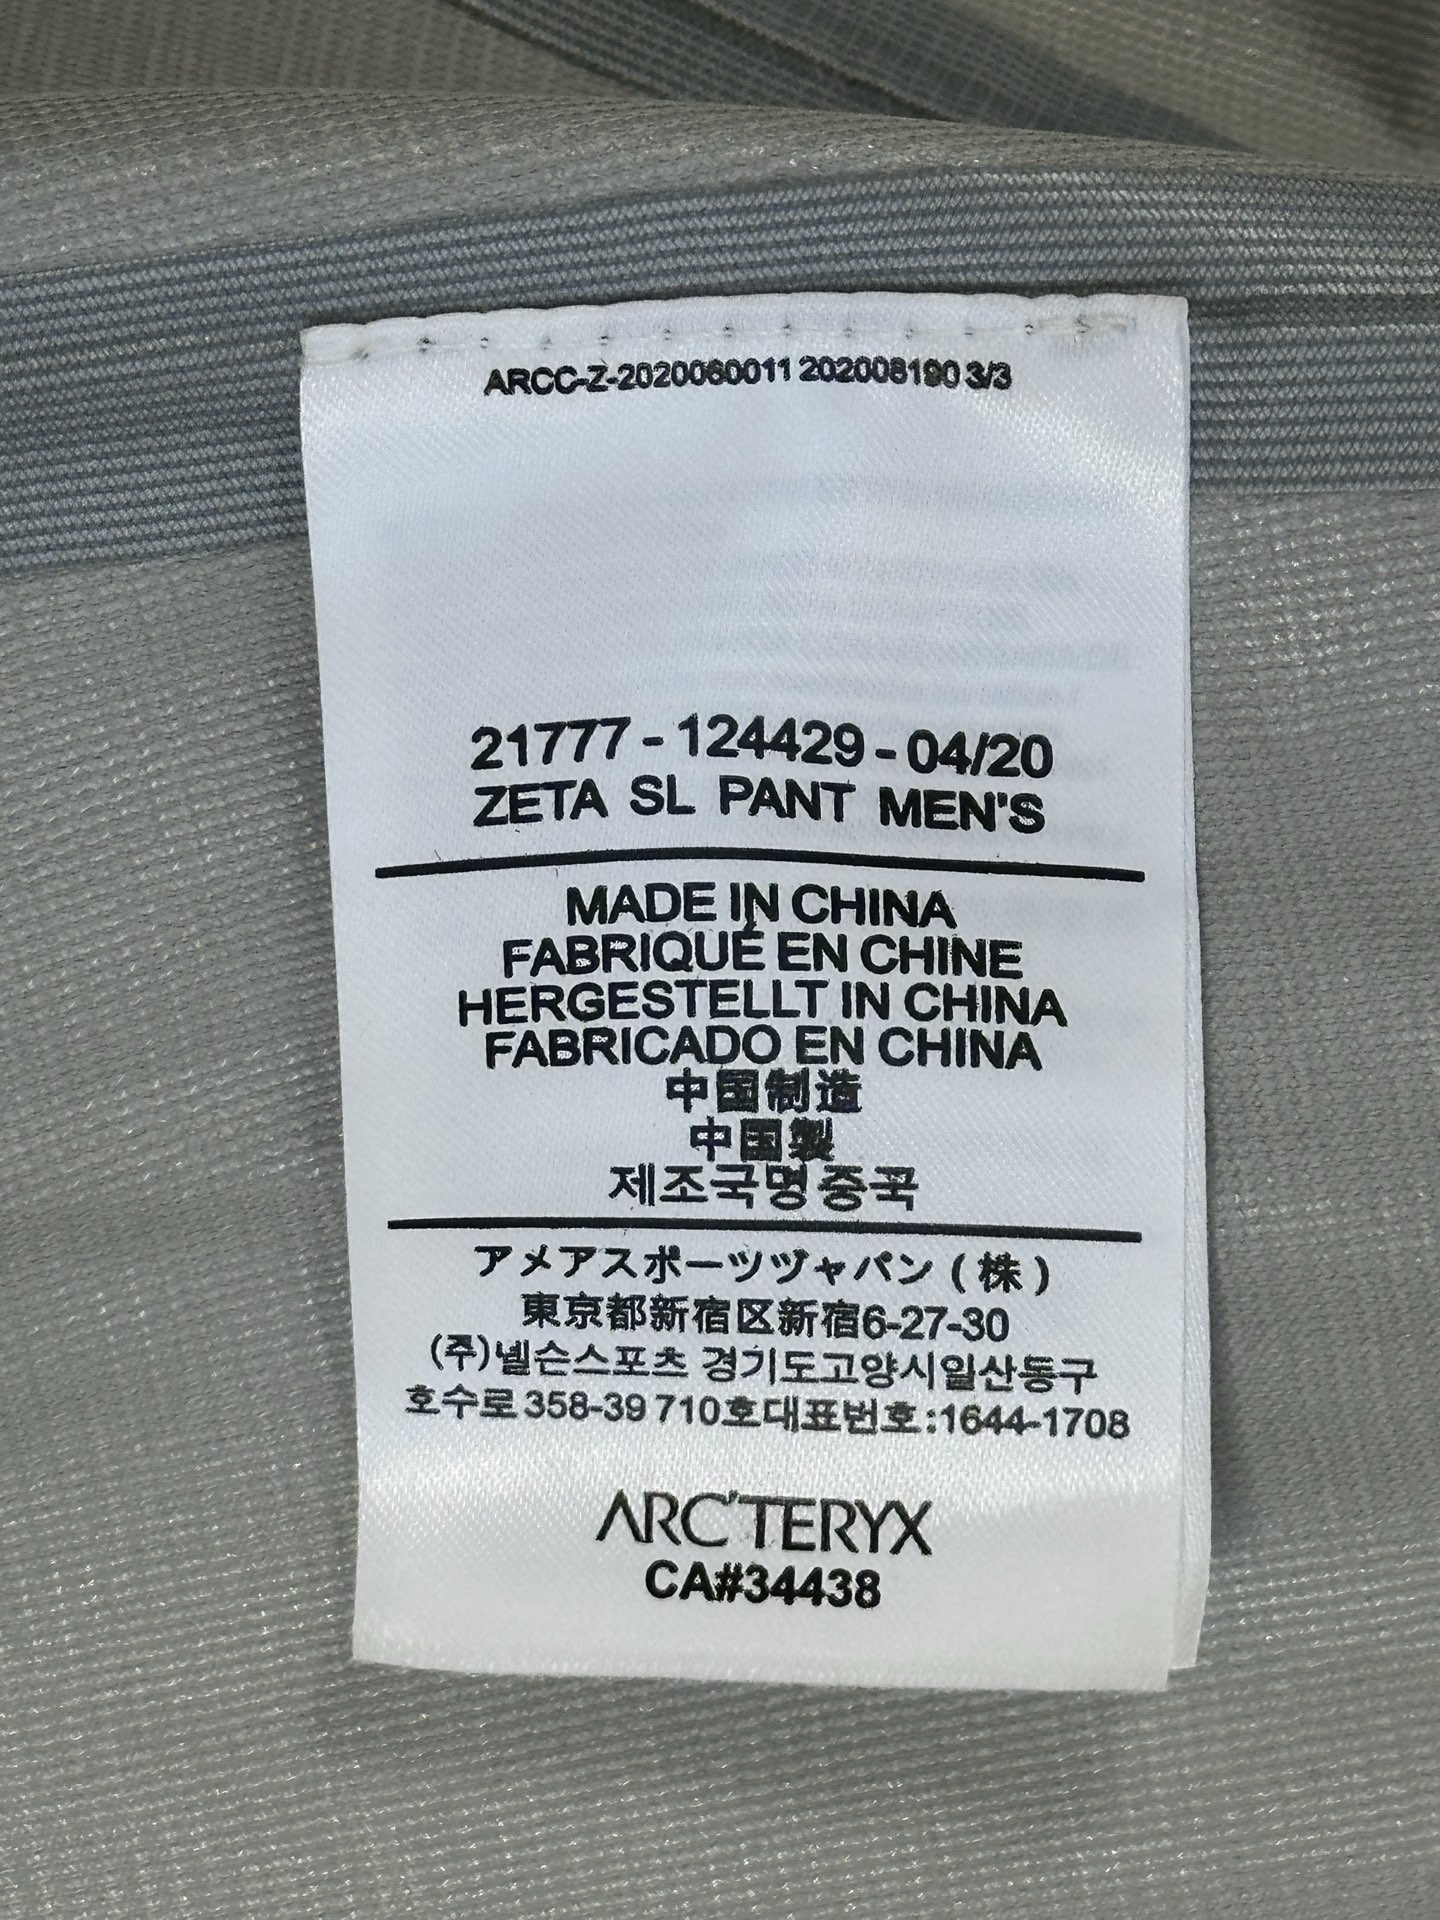 ARCC-Z-2020060011 202008190 3/3
21777 - 124429 - 04/20
ZETA SL PANT MEN'S
MADE IN CHINA
FABRIQUÉ EN CHINE
HERGESTELLT IN CHINA
FABRICADO EN CHINA
中国制造
中国製
제조국명 중국
アメアスポーツヅャパン (株)
東京都新宿区新宿6-27-30
(주)넬슨스포츠 경기도고양시일산동구
호수로 358-39 710호대표번호:1644-1708
ARC'TERYX
CA#34438